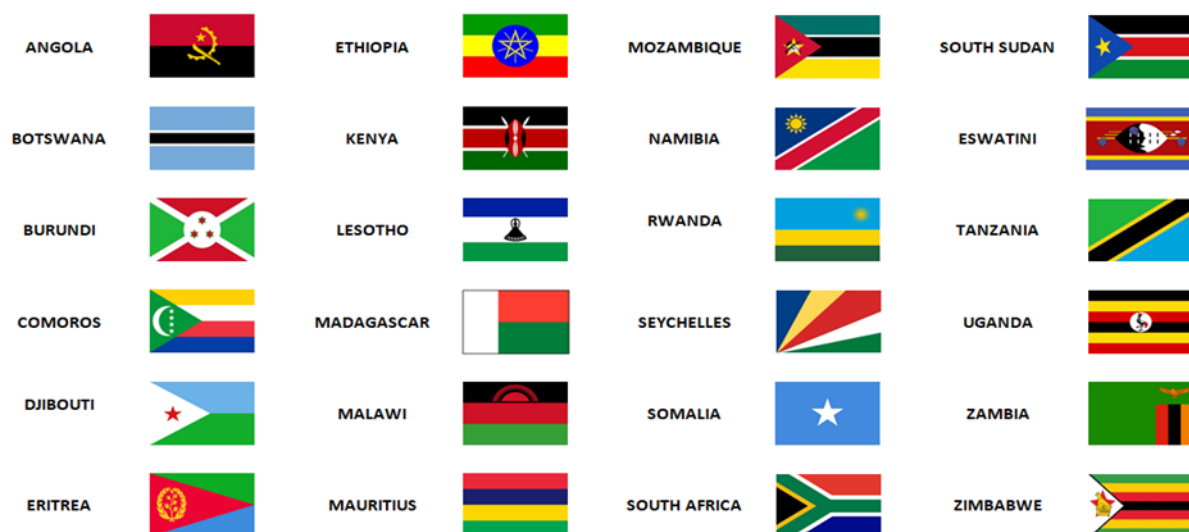 ANGOLA
ETHIOPIA
MOZAMBIQUE
SOUTH SUDAN
BOTSWANA
KENYA
NAMIBIA
ESWATINI
BURUNDI
LESOTHO
RWANDA
TANZANIA
COMOROS
MADAGASCAR
SEYCHELLES
UGANDA
DJIBOUTI
MALAWI
SOMALIA
ZAMBIA
ERITREA
MAURITIUS
SOUTH AFRICA
ZIMBABWE